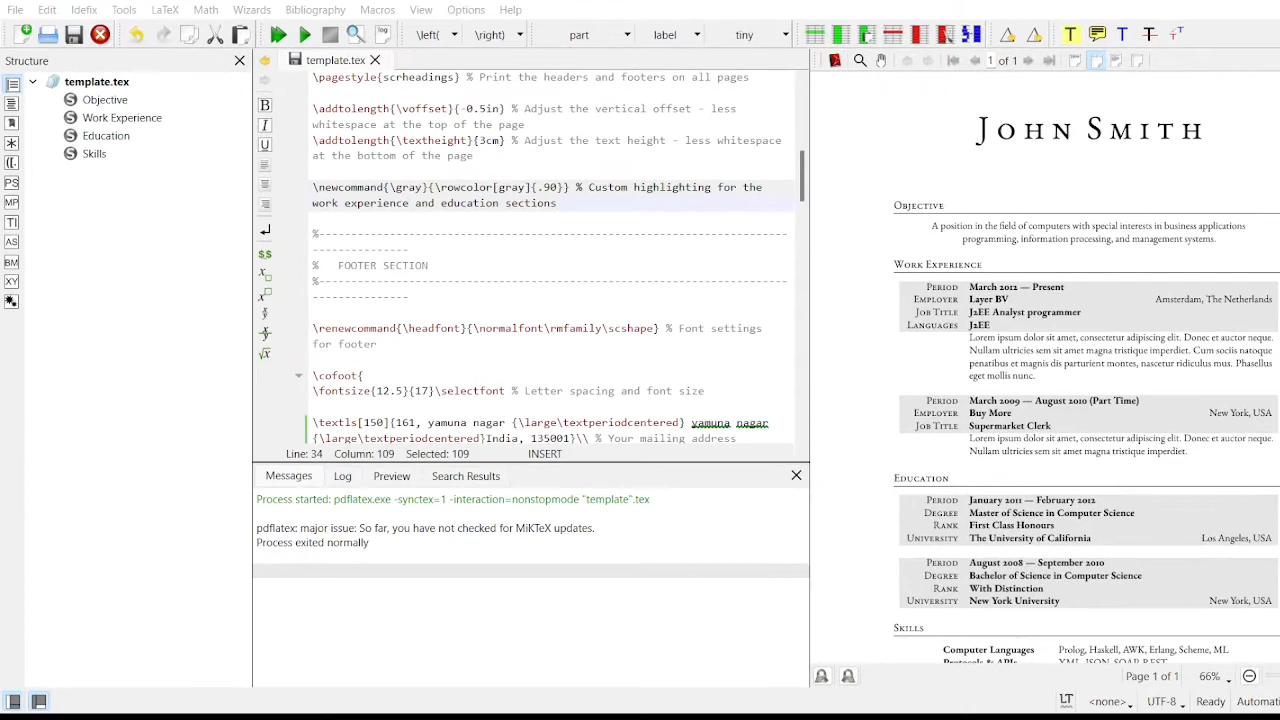 File Edit Idefix Tools LaTeX Math Wizards Bibliography Macros View Options Help
\left( \right) part label tiny
Structure
template.tex
1 of 1
template.tex
Objective
Work Experience
Education
Skills
\pagestyle{scrheadings} % Print the headers and footers on all pages
\addtolength{\voffset}{-0.5in} % Adjust the vertical offset - less
whitespace at the top of the page
\addtolength{\textheight}{3cm} % Adjust the text height - less whitespace
at the bottom of the page
\newcommand{\gray}{\rowcolor[gray]{.90}} % Custom highlighting for the
work experience and education sections
%------------------------------------------------------------------
--------------
% FOOTER SECTION
%------------------------------------------------------------------
--------------
\renewcommand{\headfont}{\normalfont\rmfamily\scshape} % Font settings
for footer
\cofoot{
\fontsize{12.5}{17}\selectfont % Letter spacing and font size
\textls[150]{161, yamuna nagar {\large\textperiodcentered} yamuna nagar
{\large\textperiodcentered}India, 135001}\\ % Your mailing address
Line: 34 Column: 109 Selected: 109 INSERT
Messages Log Preview Search Results
Process started: pdflatex.exe -synctex=1 -interaction=nonstopmode "template".tex
pdflatex: major issue: So far, you have not checked for MiKTeX updates.
Process exited normally
John Smith
Objective
A position in the field of computers with special interests in business applications
programming, information processing, and management systems.
Work Experience
Period March 2012 — Present
Employer Layer BV Amsterdam, The Netherlands
Job Title J2EE Analyst programmer
Languages J2EE
Lorem ipsum dolor sit amet, consectetur adipiscing elit. Donec et auctor neque.
Nullam ultricies sem sit amet magna tristique imperdiet. Cum sociis natoque
penatibus et magnis dis parturient montes, nascetur ridiculus mus. Phasellus
eget mollis nunc.
Period March 2009 — August 2010 (Part Time)
Employer Buy More New York, USA
Job Title Supermarket Clerk
Lorem ipsum dolor sit amet, consectetur adipiscing elit. Donec et auctor neque.
Nullam ultricies sem sit amet magna tristique imperdiet.
Education
Period January 2011 — February 2012
Degree Master of Science in Computer Science
Rank First Class Honours
University The University of California Los Angeles, USA
Period August 2008 — September 2010
Degree Bachelor of Science in Computer Science
Rank With Distinction
University New York University New York, USA
Skills
Computer Languages Prolog, Haskell, AWK, Erlang, Scheme, ML
Protocols & APIs XML, JSON, SOAP, REST
Page 1 of 1 66%
LT <none> UTF-8 Ready Automati